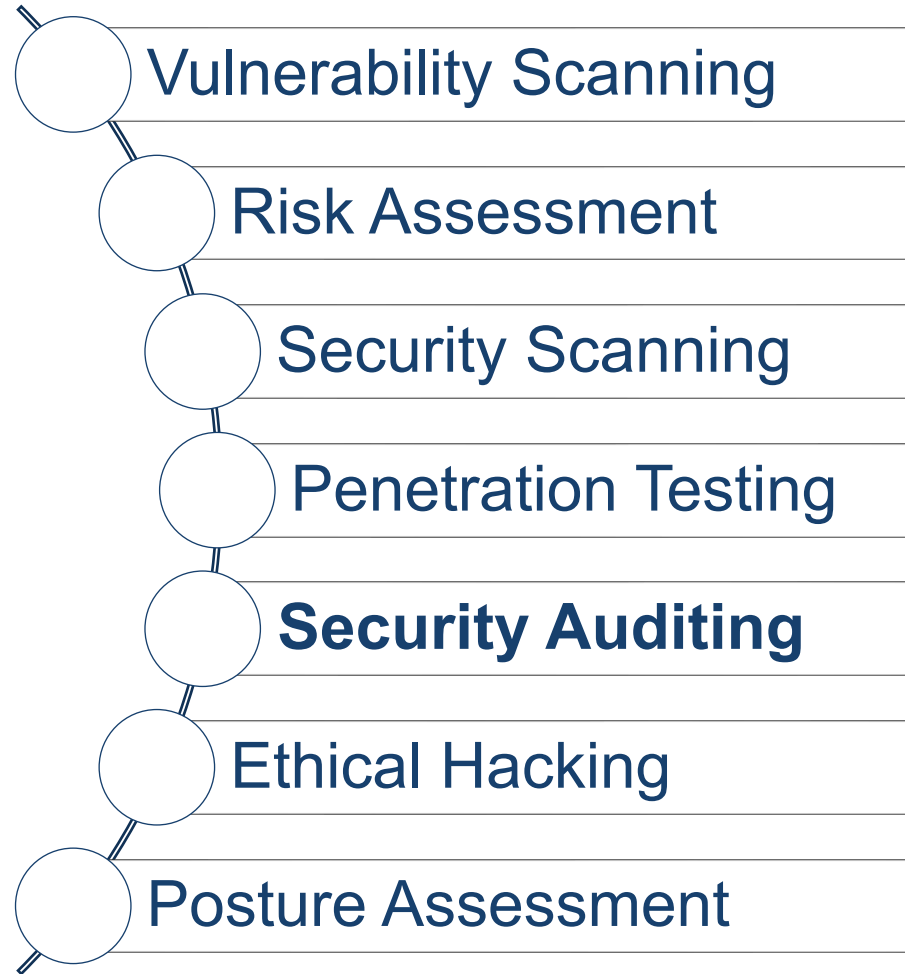 Vulnerability Scanning
Risk Assessment
Security Scanning
Penetration Testing
Security Auditing
Ethical Hacking
Posture Assessment